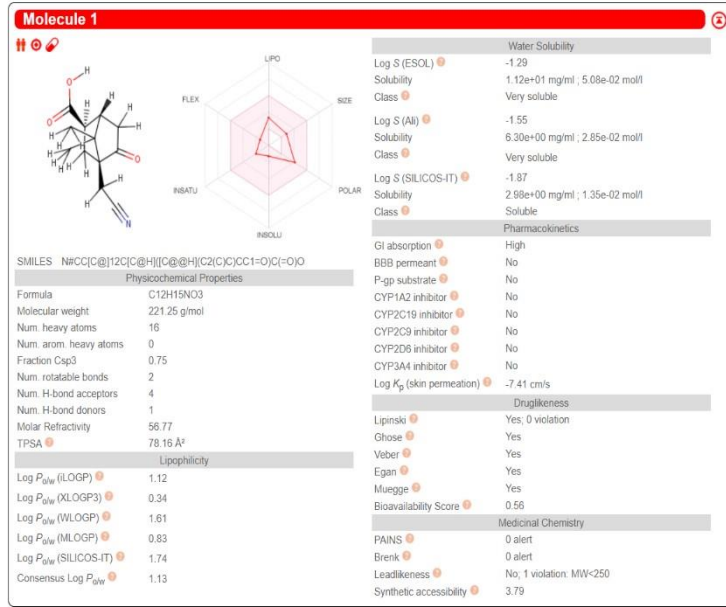 Molecule 1
LIPO
FLEX
SIZE
INSATU
POLAR
INSOLU
H
O
O
H
H
H
H
H
H
H
H
O
H
H
N
SMILES N#CC[C@]12C[C@H]([C@@H](C2(C)C)CC1=O)C(=O)O
Physicochemical Properties
Formula C12H15NO3
Molecular weight 221.25 g/mol
Num. heavy atoms 16
Num. arom. heavy atoms 0
Fraction Csp3 0.75
Num. rotatable bonds 2
Num. H-bond acceptors 4
Num. H-bond donors 1
Molar Refractivity 56.77
TPSA 78.16 Å²
Lipophilicity
Log Po/w (iLOGP) 1.12
Log Po/w (XLOGP3) 0.34
Log Po/w (WLOGP) 1.61
Log Po/w (MLOGP) 0.83
Log Po/w (SILICOS-IT) 1.74
Consensus Log Po/w 1.13
Water Solubility
Log S (ESOL) -1.29
Solubility 1.12e+01 mg/ml ; 5.08e-02 mol/l
Class Very soluble
Log S (Ali) -1.55
Solubility 6.30e+00 mg/ml ; 2.85e-02 mol/l
Class Very soluble
Log S (SILICOS-IT) -1.87
Solubility 2.98e+00 mg/ml ; 1.35e-02 mol/l
Class Soluble
Pharmacokinetics
GI absorption High
BBB permeant No
P-gp substrate No
CYP1A2 inhibitor No
CYP2C19 inhibitor No
CYP2C9 inhibitor No
CYP2D6 inhibitor No
CYP3A4 inhibitor No
Log Kp (skin permeation) -7.41 cm/s
Druglikeness
Lipinski Yes; 0 violation
Ghose Yes
Veber Yes
Egan Yes
Muegge Yes
Bioavailability Score 0.56
Medicinal Chemistry
PAINS 0 alert
Brenk 0 alert
Leadlikeness No; 1 violation: MW<250
Synthetic accessibility 3.79